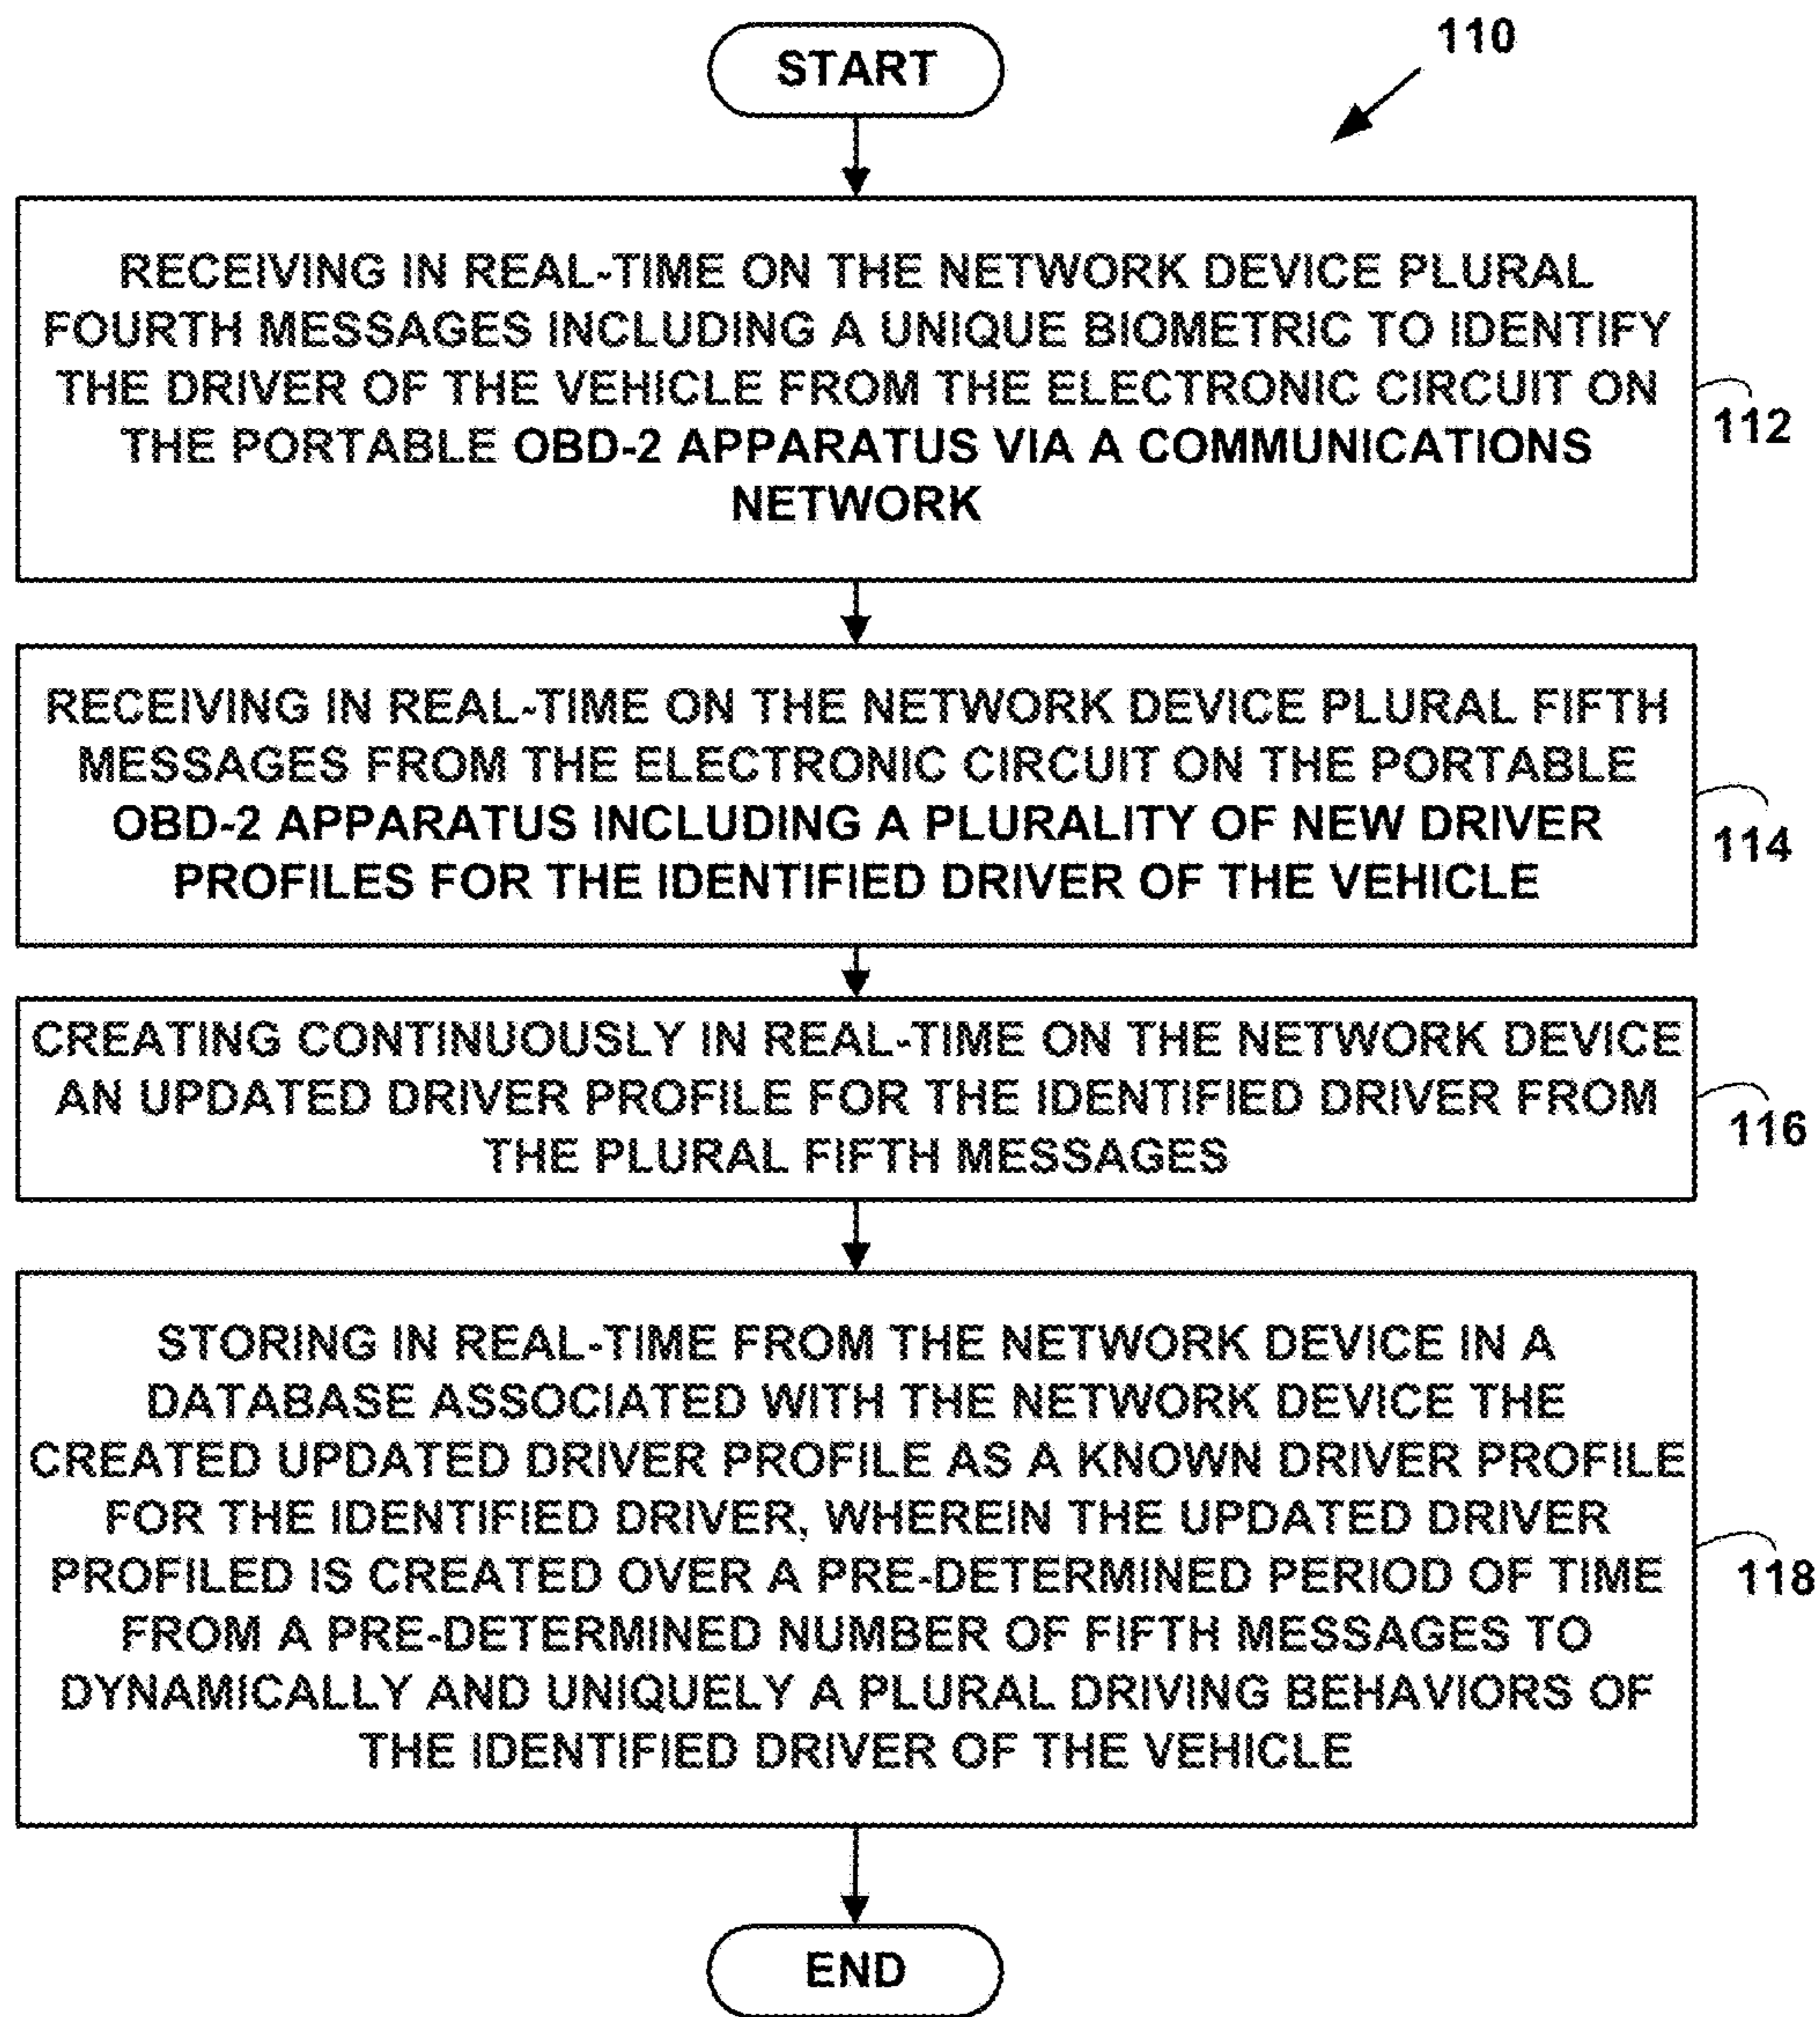 110
START
RECEIVING IN REAL-TIME ON THE NETWORK DEVICE PLURAL
FOURTH MESSAGES INCLUDING A UNIQUE BIOMETRIC TO IDENTIFY
THE DRIVER OF THE VEHICLE FROM THE ELECTRONIC CIRCUIT ON
THE PORTABLE OBD-2 APPARATUS VIA A COMMUNICATIONS
NETWORK
112
RECEIVING IN REAL-TIME ON THE NETWORK DEVICE PLURAL FIFTH
MESSAGES FROM THE ELECTRONIC CIRCUIT ON THE PORTABLE
OBD-2 APPARATUS INCLUDING A PLURALITY OF NEW DRIVER
PROFILES FOR THE IDENTIFIED DRIVER OF THE VEHICLE
114
CREATING CONTINUOUSLY IN REAL-TIME ON THE NETWORK DEVICE
AN UPDATED DRIVER PROFILE FOR THE IDENTIFIED DRIVER FROM
THE PLURAL FIFTH MESSAGES
116
STORING IN REAL-TIME FROM THE NETWORK DEVICE IN A
DATABASE ASSOCIATED WITH THE NETWORK DEVICE THE
CREATED UPDATED DRIVER PROFILE AS A KNOWN DRIVER PROFILE
FOR THE IDENTIFIED DRIVER, WHEREIN THE UPDATED DRIVER
PROFILED IS CREATED OVER A PRE-DETERMINED PERIOD OF TIME
FROM A PRE-DETERMINED NUMBER OF FIFTH MESSAGES TO
DYNAMICALLY AND UNIQUELY A PLURAL DRIVING BEHAVIORS OF
THE IDENTIFIED DRIVER OF THE VEHICLE
118
END